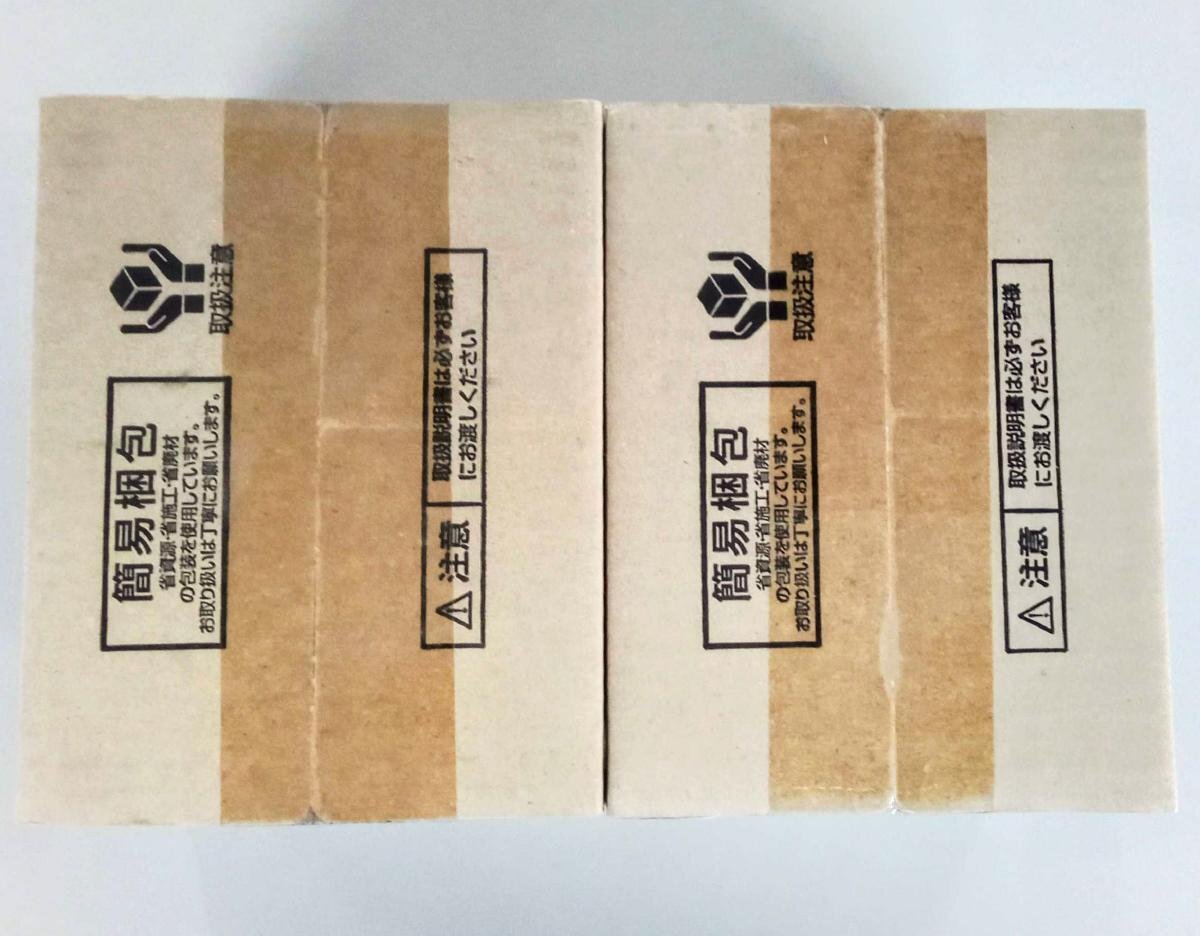 取扱注意
簡易梱包
省資源・省施工・省廃材
の包装を使用しています。
お取り扱いは丁寧にお願いします。
⚠注意
取扱説明書は必ずお客様
にお渡しください
取扱注意
簡易梱包
省資源・省施工・省廃材
の包装を使用しています。
お取り扱いは丁寧にお願いします。
⚠注意
取扱説明書は必ずお客様
にお渡しください